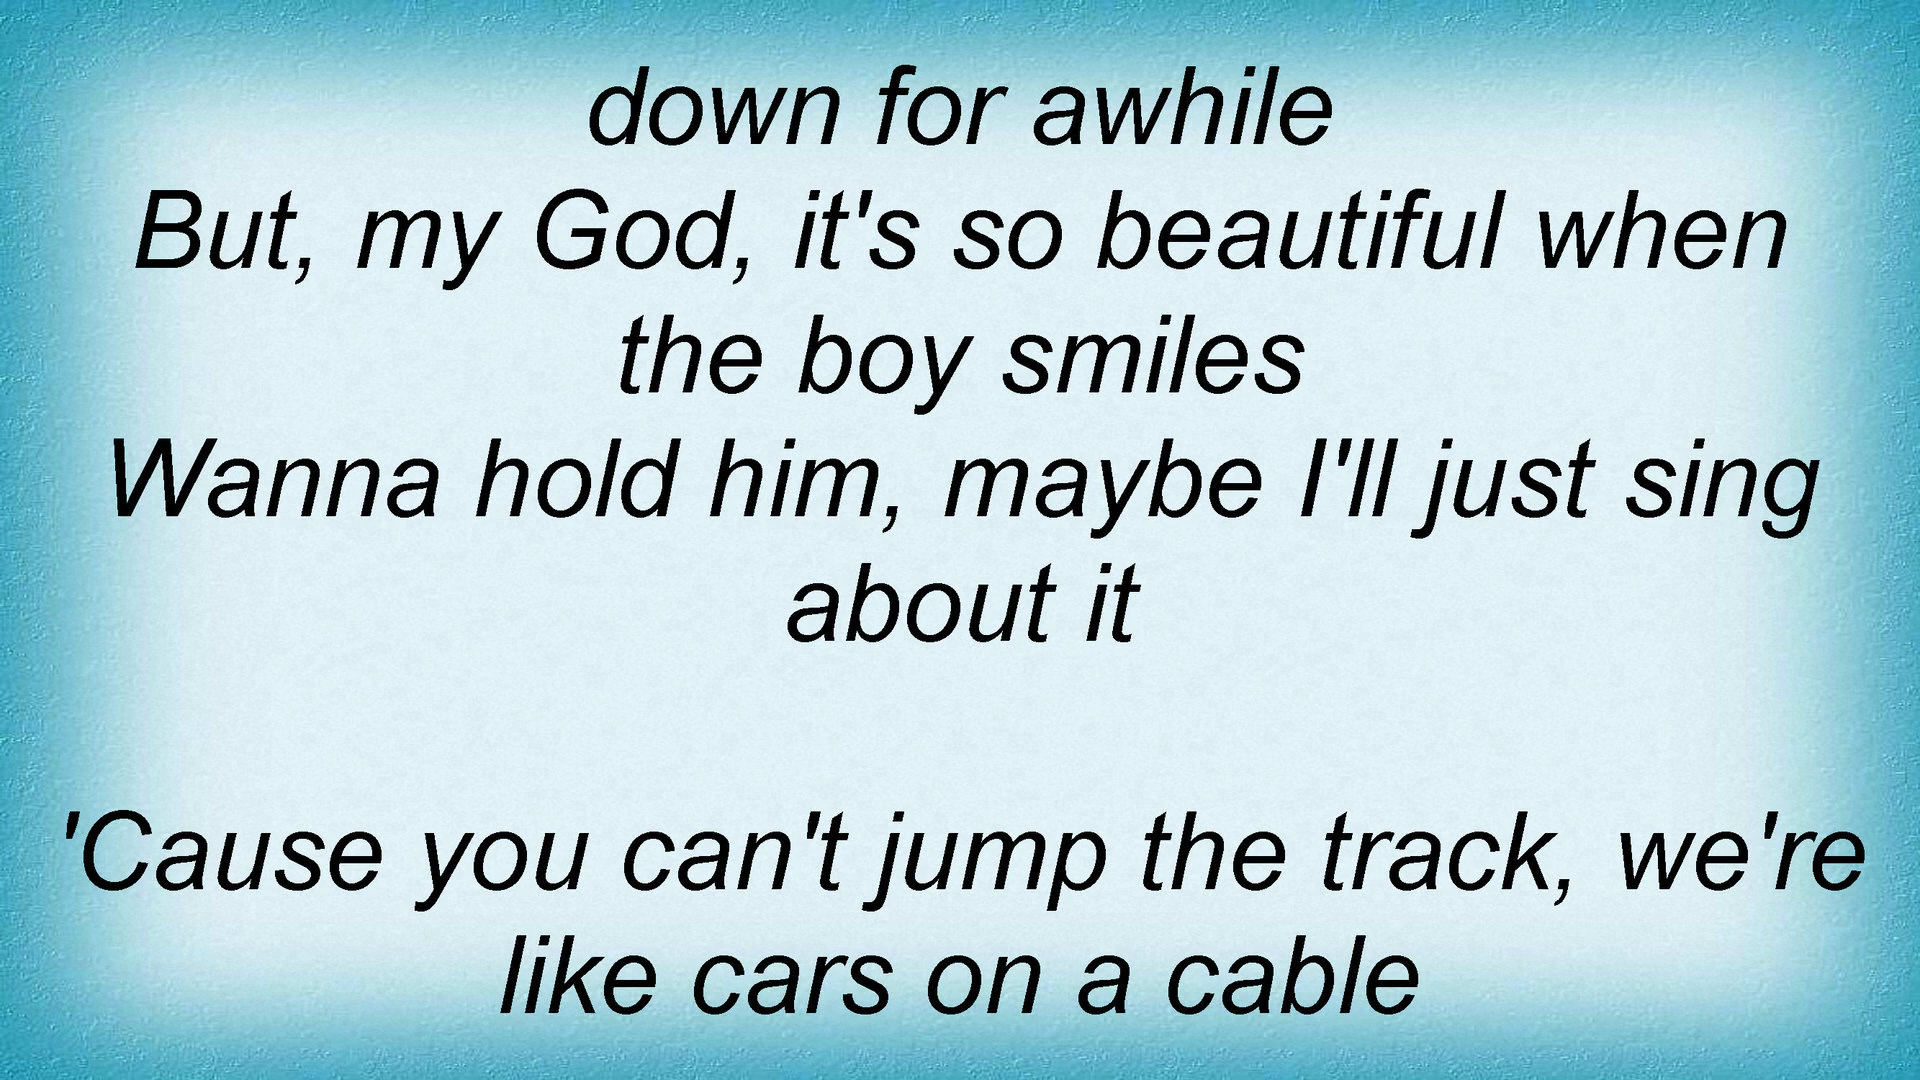 down for awhile
But, my God, it's so beautiful when
the boy smiles
Wanna hold him, maybe I'll just sing
about it
'Cause you can't jump the track, we're
like cars on a cable